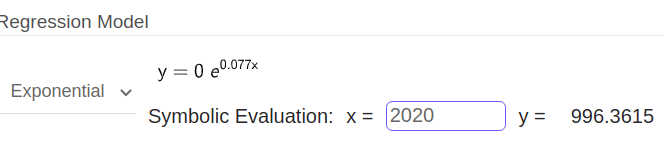 Regression Model
y = 0 e^0.077x
Exponential
Symbolic Evaluation: x = 2020 y = 996.3615